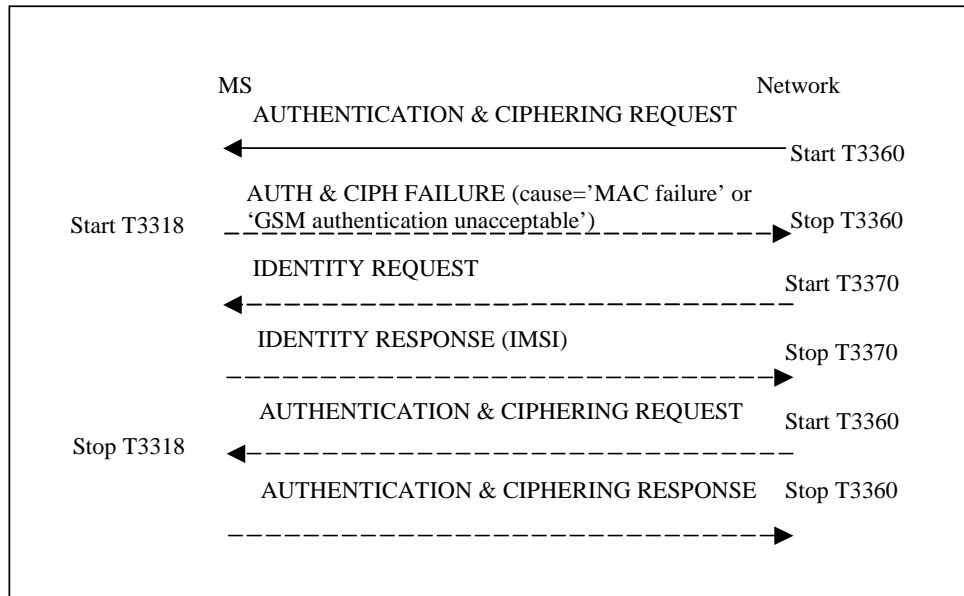 MS Network
AUTHENTICATION & CIPHERING REQUEST
Start T3360
AUTH & CIPH FAILURE (cause=’MAC failure’ or
‘GSM authentication unacceptable’)
Start T3318
Stop T3360
IDENTITY REQUEST
Start T3370
IDENTITY RESPONSE (IMSI)
Stop T3370
AUTHENTICATION & CIPHERING REQUEST
Start T3360
Stop T3318
AUTHENTICATION & CIPHERING RESPONSE
Stop T3360